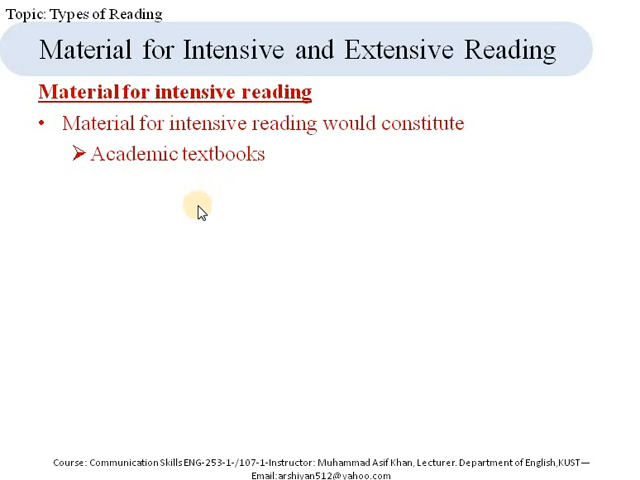 Topic: Types of Reading
Material for Intensive and Extensive Reading
Material for intensive reading
• Material for intensive reading would constitute
➢ Academic textbooks
Course: Communication Skills ENG-253-1-/107-1-Instructor: Muhammad Asif Khan, Lecturer. Department of English,KUST—
Email:arshiyan512@yahoo.com